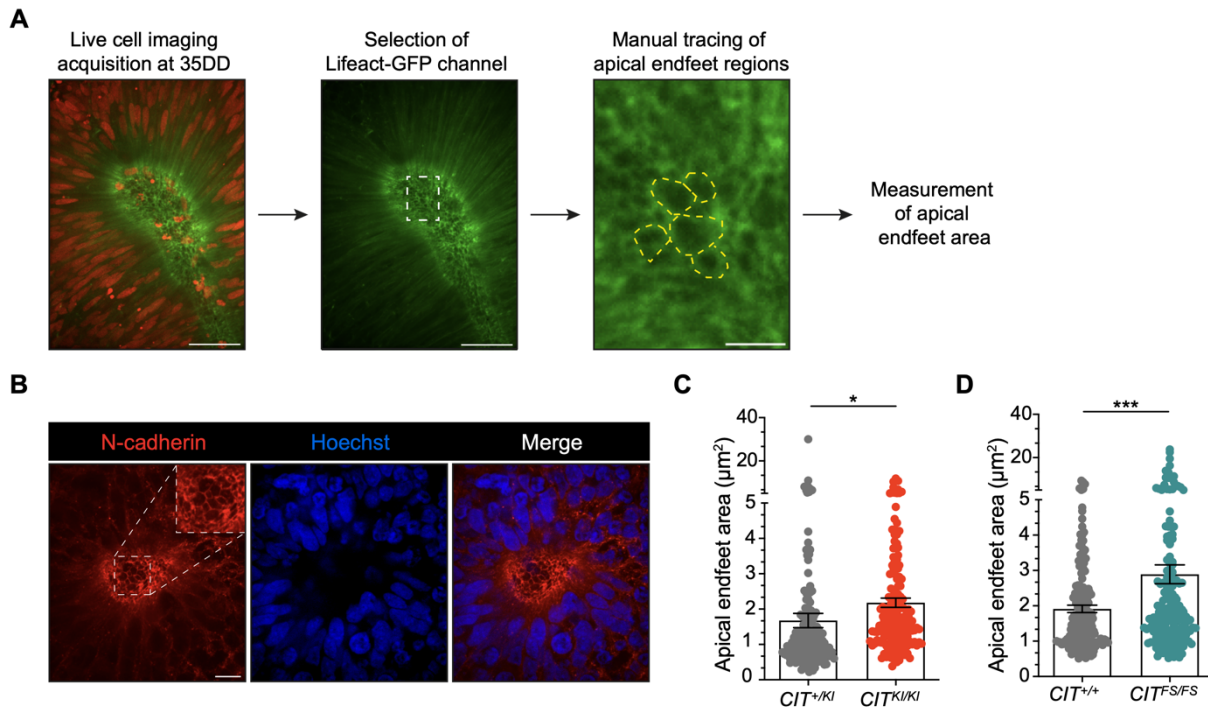 A
Live cell imaging
acquisition at 35DD
Selection of
Lifeact-GFP channel
Manual tracing of
apical endfeet regions
Measurement
of apical
endfeet area
B
N-cadherin
Hoechst
Merge
C
*
Apical endfeet area (µm²)
40
20
5
4
3
2
1
0
CIT+/KI
CITKI/KI
D
***
Apical endfeet area (µm²)
40
20
5
4
3
2
1
0
CIT+/+
CITFS/FS